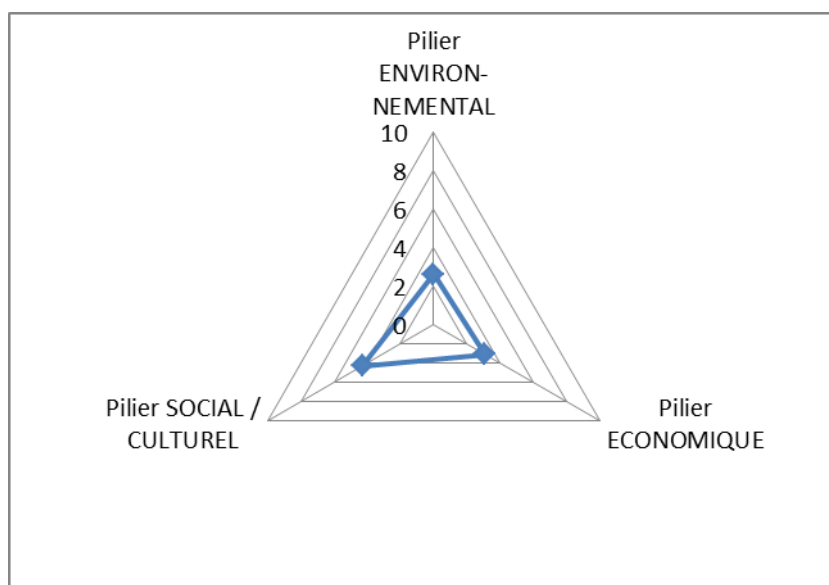 Pilier
ENVIRON-
NEMENTAL
10
8
6
4
2
0
Pilier SOCIAL /
CULTUREL
Pilier
ECONOMIQUE